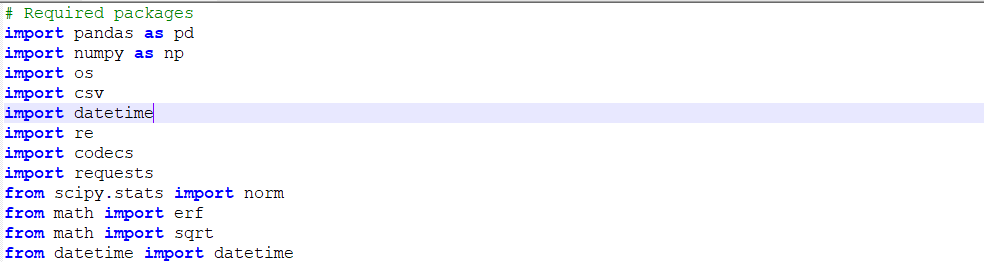 # Required packages
import pandas as pd
import numpy as np
import os
import csv
import datetime
import re
import codecs
import requests
from scipy.stats import norm
from math import erf
from math import sqrt
from datetime import datetime